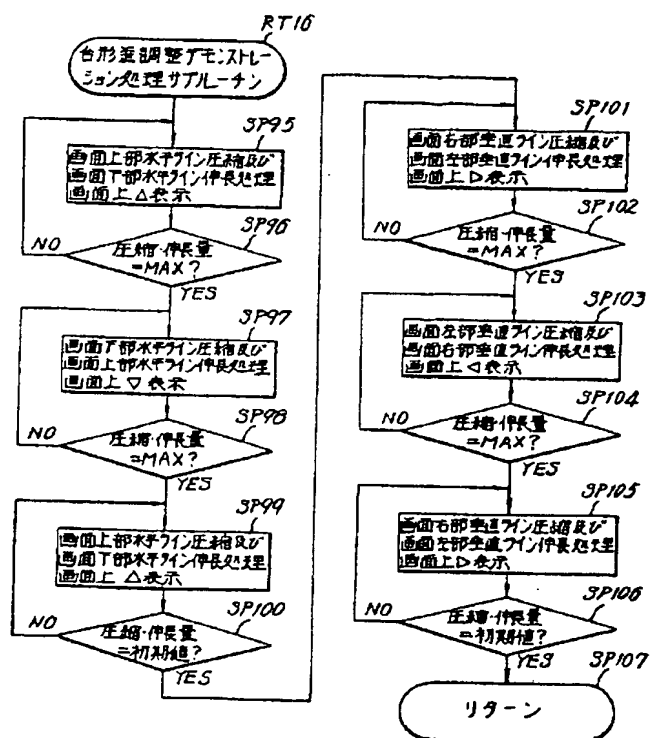 RT16
台形歪調整デモンストレー
ション処理サブルーチン
SP95
画面上部水平ライン圧縮及び
画面下部水平ライン伸長処理
画面上 △ 表示
SP96
圧縮・伸長量
=MAX?
NO
YES
SP97
画面下部水平ライン圧縮及び
画面上部水平ライン伸長処理
画面上 ▽ 表示
SP98
圧縮・伸長量
=MAX?
NO
YES
SP99
画面上部水平ライン圧縮及び
画面下部水平ライン伸長処理
画面上 △ 表示
SP100
圧縮・伸長量
=初期値?
NO
YES
SP101
画面右部垂直ライン圧縮及び
画面左部垂直ライン伸長処理
画面上 ▷ 表示
SP102
圧縮・伸長量
=MAX?
NO
YES
SP103
画面左部垂直ライン圧縮及び
画面右部垂直ライン伸長処理
画面上 ◁ 表示
SP104
圧縮・伸長量
=MAX?
NO
YES
SP105
画面右部垂直ライン圧縮及び
画面左部垂直ライン伸長処理
画面上 ▷ 表示
SP106
圧縮・伸長量
=初期値?
NO
YES
SP107
リターン